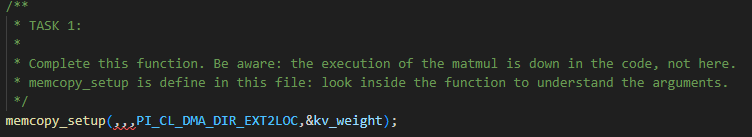 /**
* TASK 1:
*
* Complete this function. Be aware: the execution of the matmul is down in the code, not here.
* memcopy_setup is define in this file: look inside the function to understand the arguments.
*/
memcopy_setup(,,,PI_CL_DMA_DIR_EXT2LOC,&kv_weight);